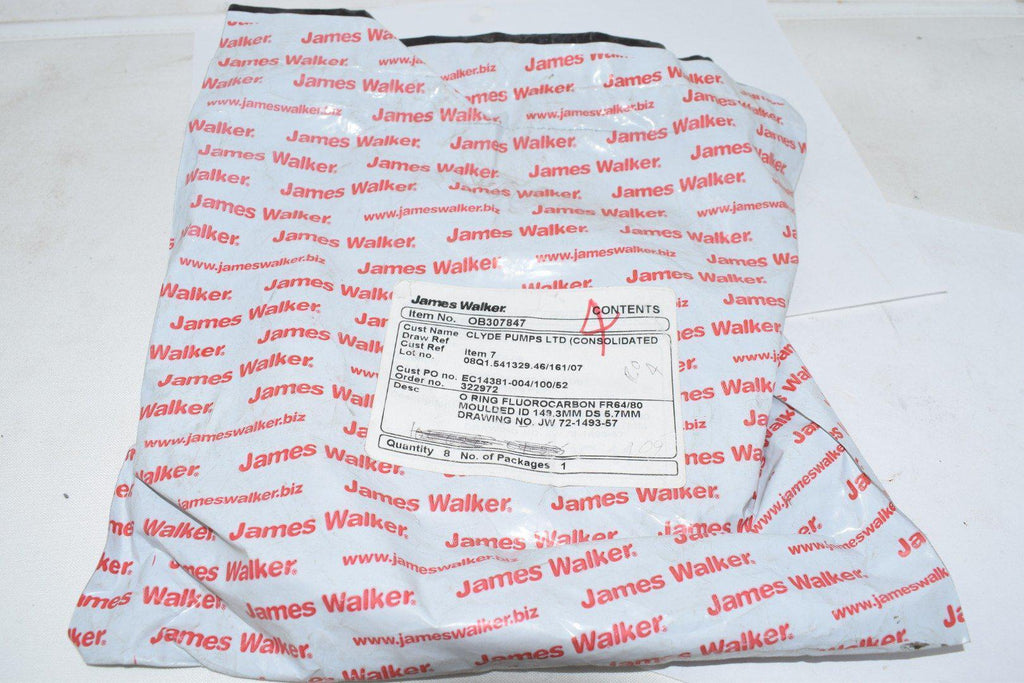 James Walker.
www.jameswalker.biz
James Walker. CONTENTS
Item No. OB307847
Cust Name CLYDE PUMPS LTD (CONSOLIDATED
Draw Ref
Cust Ref Item 7
Lot no. 08Q1.541329.46/161/07
Cust PO no. EC14381-004/100/52
Order no. 322972
Desc O RING FLUOROCARBON FR64/80
MOULDED ID 149.3MM DS 5.7MM
DRAWING NO. JW 72-1493-57
Quantity 8 No. of Packages 1